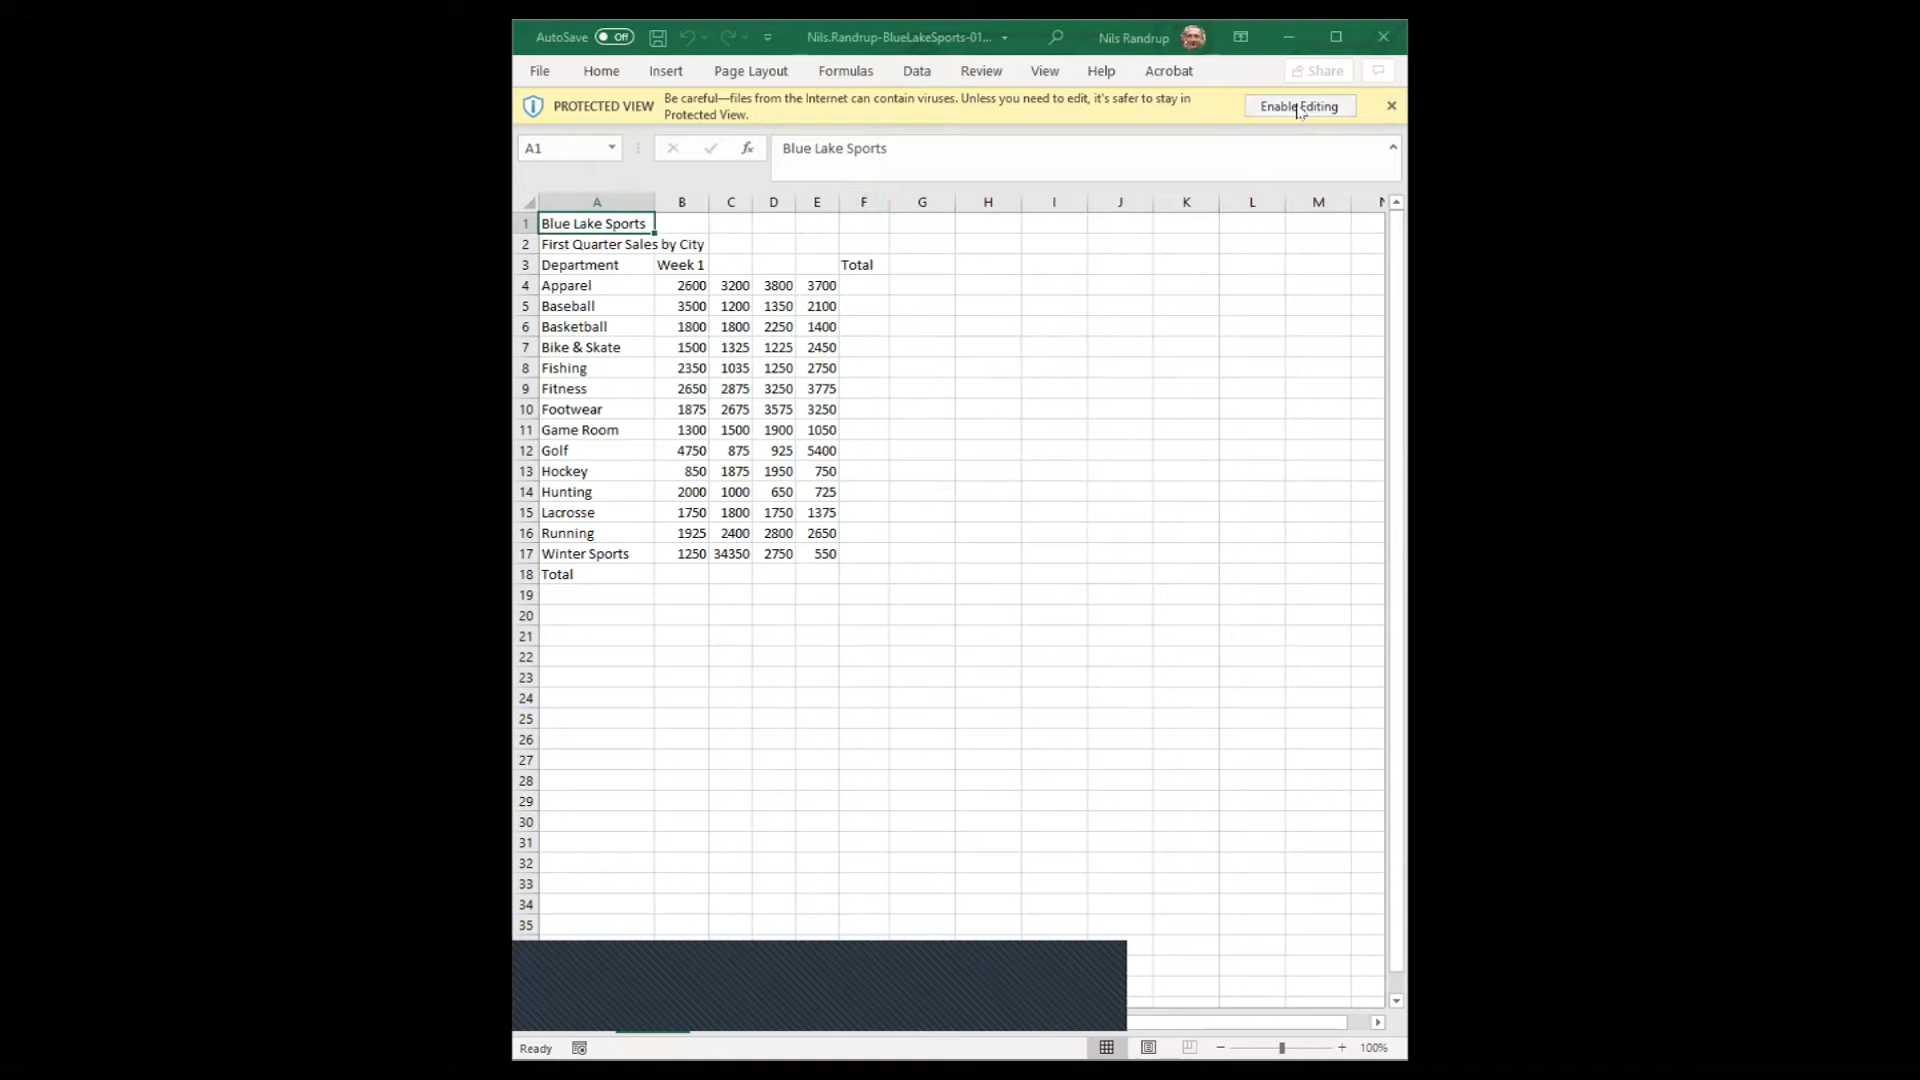 AutoSave Off Nils.Randrup-BlueLakeSports-01... Nils Randrup
File Home Insert Page Layout Formulas Data Review View Help Acrobat Share
PROTECTED VIEW Be careful—files from the Internet can contain viruses. Unless you need to edit, it's safer to stay in
Protected View.
Enable Editing
A1 fx Blue Lake Sports
A B C D E F G H I J K L M N
1 Blue Lake Sports
2 First Quarter Sales by City
3 Department Week 1 Total
4 Apparel 2600 3200 3800 3700
5 Baseball 3500 1200 1350 2100
6 Basketball 1800 1800 2250 1400
7 Bike & Skate 1500 1325 1225 2450
8 Fishing 2350 1035 1250 2750
9 Fitness 2650 2875 3250 3775
10 Footwear 1875 2675 3575 3250
11 Game Room 1300 1500 1900 1050
12 Golf 4750 875 925 5400
13 Hockey 850 1875 1950 750
14 Hunting 2000 1000 650 725
15 Lacrosse 1750 1800 1750 1375
16 Running 1925 2400 2800 2650
17 Winter Sports 1250 34350 2750 550
18 Total
19
20
21
22
23
24
25
26
27
28
29
30
31
32
33
34
35
Ready 100%